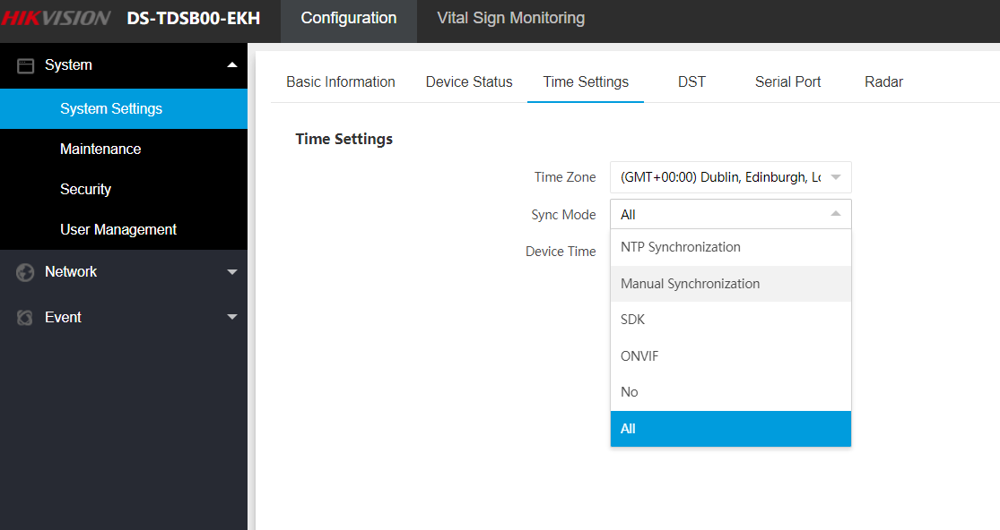 HIKVISION DS-TDSB00-EKH Configuration Vital Sign Monitoring
System
System Settings
Maintenance
Security
User Management
Network
Event
Basic Information Device Status Time Settings DST Serial Port Radar
Time Settings
Time Zone (GMT+00:00) Dublin, Edinburgh, Lo
Sync Mode All
Device Time
NTP Synchronization
Manual Synchronization
SDK
ONVIF
No
All